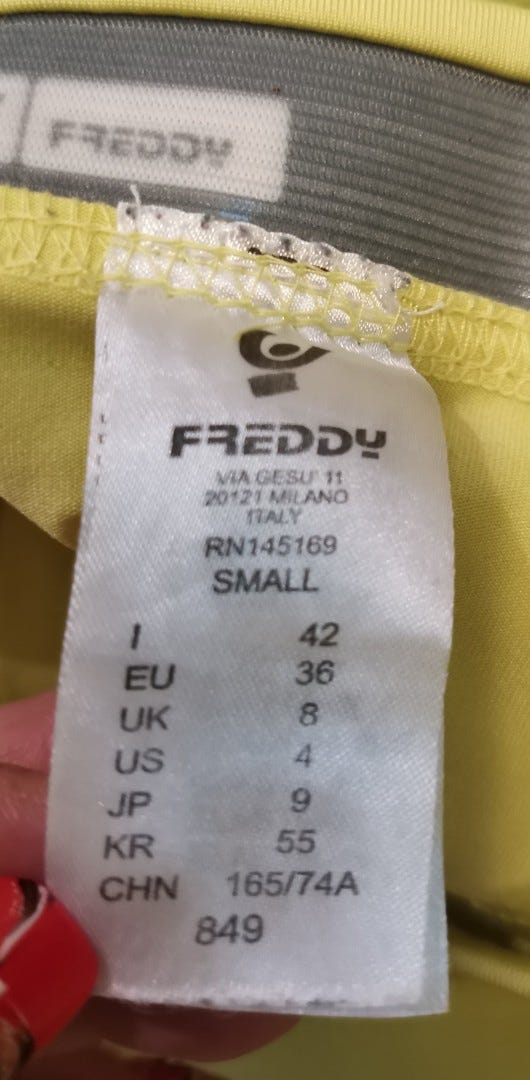 FREDDY
FREDDY
VIA GESU' 11
20121 MILANO
ITALY
RN145169
SMALL
I 42
EU 36
UK 8
US 4
JP 9
KR 55
CHN 165/74A
849